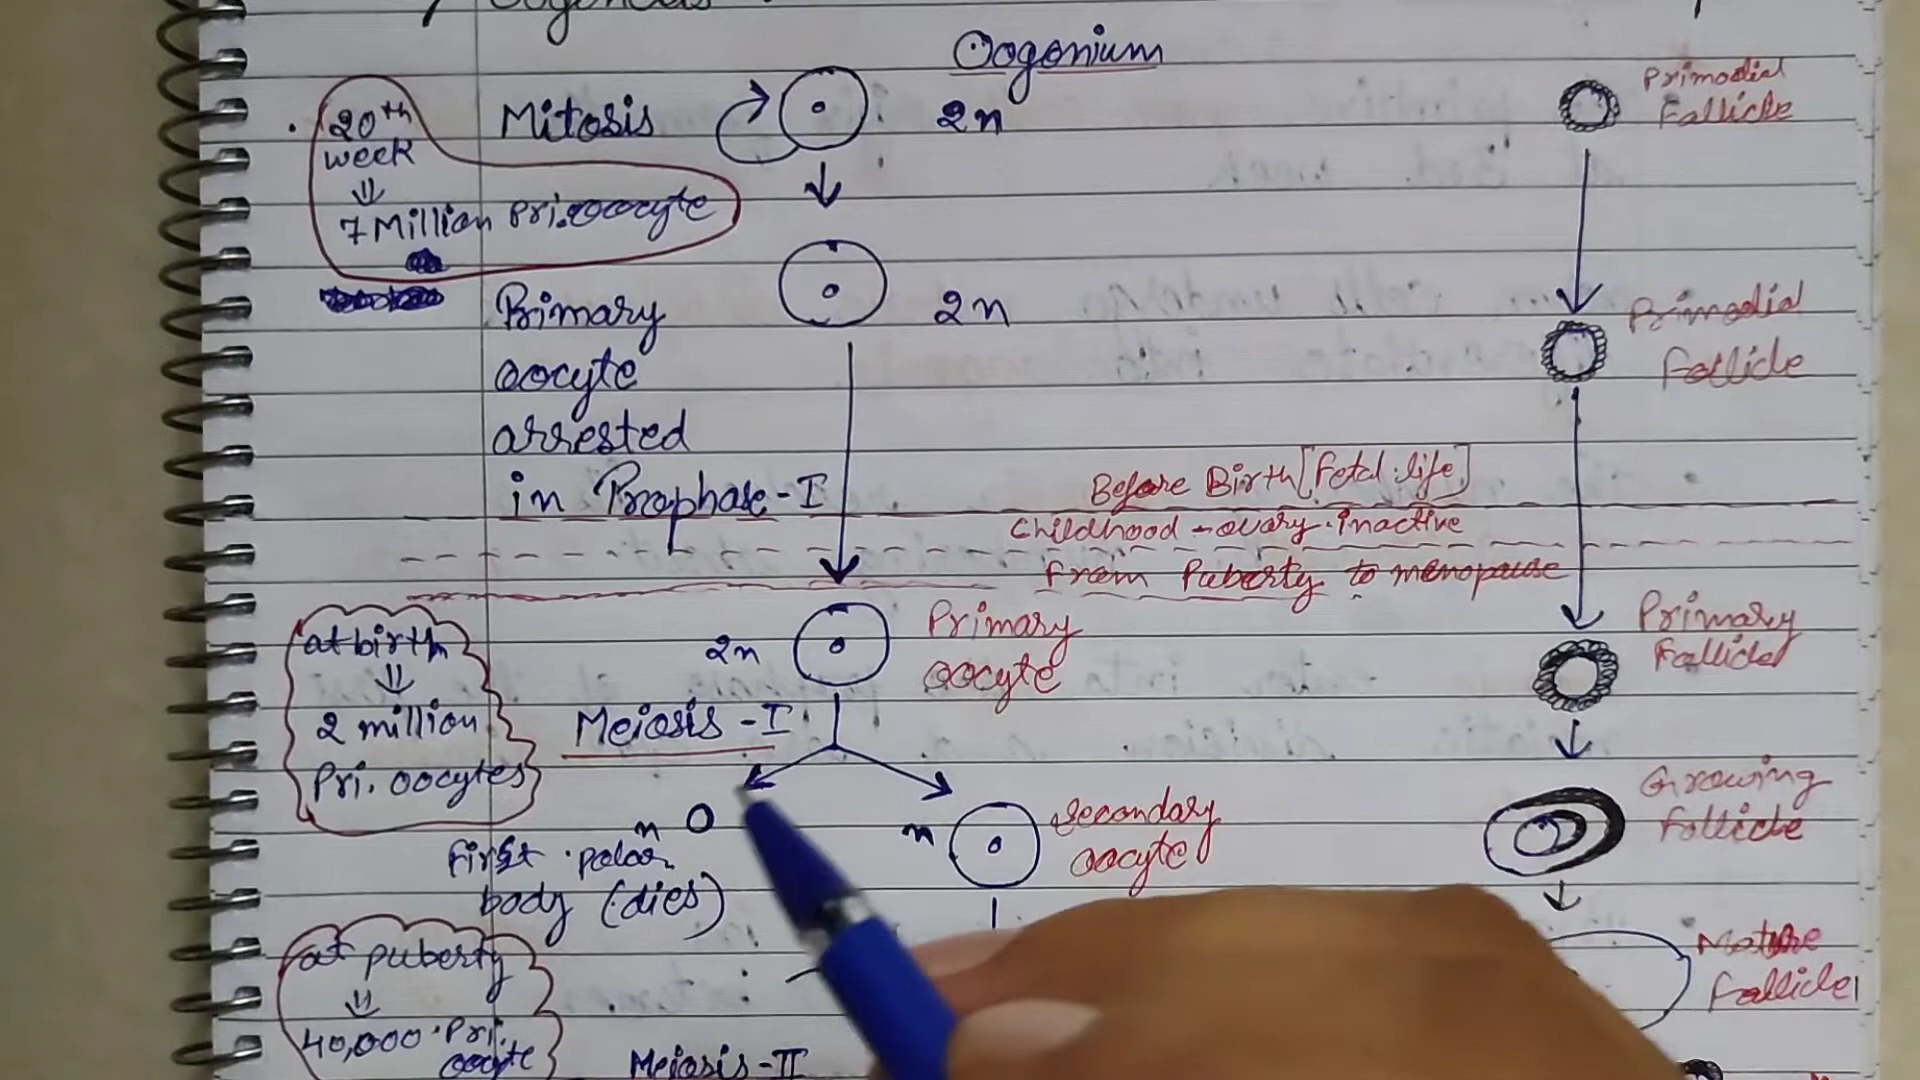 Oogenesis
Oogonium
20th
week
7 Million Pri.oocyte
Mitosis
2n
Primodial
Follicle
Primary
oocyte
arrested
in Prophase-I
2n
Primodial
Follicle
Before Birth [Fetal life]
Childhood - ovary inactive
From Puberty to menopause
at birth
2 million
Pri. oocytes
2n
Primary
oocyte
Primary
Follicle
Meiosis-I
n
First polar
body (dies)
n
Secondary
oocyte
Growing
Follicle
Mature
Follicle
at puberty
40,000 Pri.
oocyte
Meiosis-II